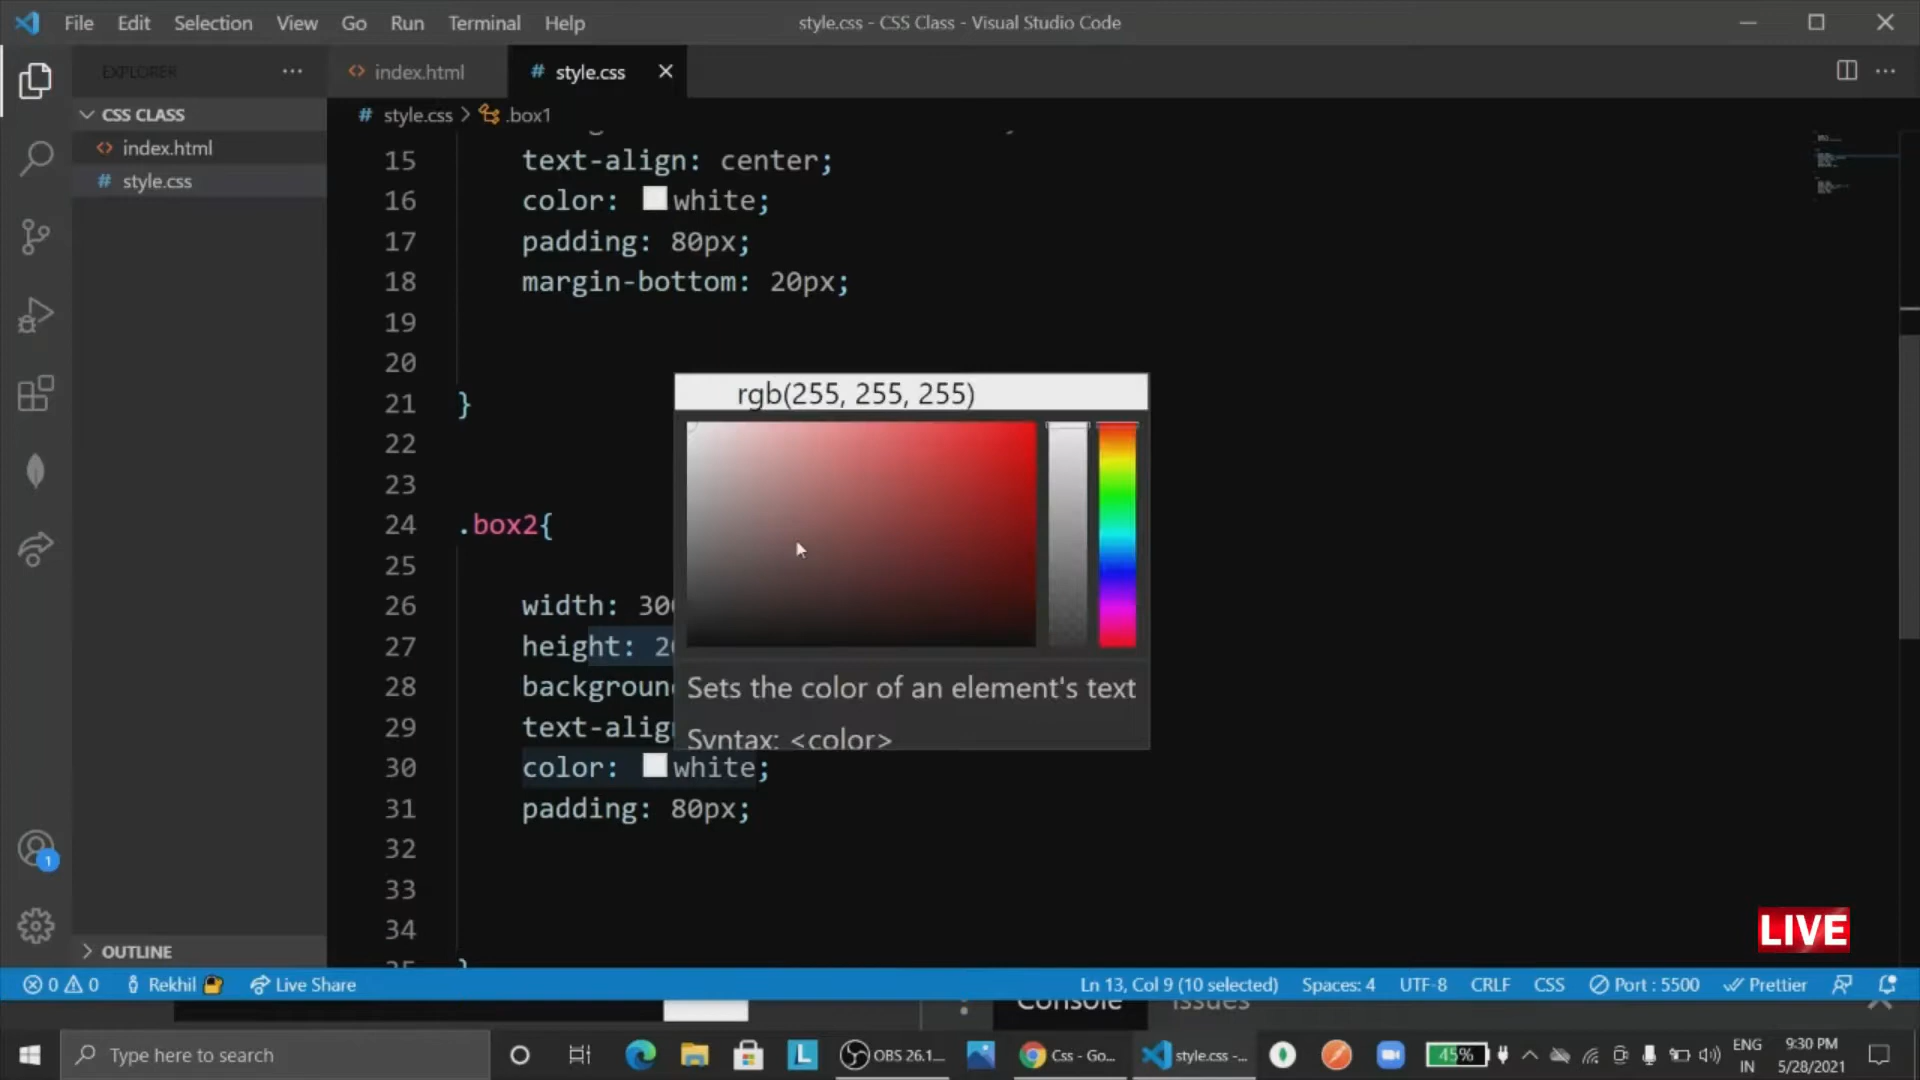 File Edit Selection View Go Run Terminal Help
style.css - CSS Class - Visual Studio Code
EXPLORER
index.html
# style.css
CSS CLASS
index.html
# style.css
# style.css > .box1
15 text-align: center;
16 color: white;
17 padding: 80px;
18 margin-bottom: 20px;
19
20
21 }
22
23
24 .box2{
25
26 width: 30
27 height: 2
28 backgroun
29 text-alig
30 color: white;
31 padding: 80px;
32
33
34
rgb(255, 255, 255)
Sets the color of an element's text
Syntax: <color>
1
OUTLINE
LIVE
0 0 Rekhil Live Share
Ln 13, Col 9 (10 selected) Spaces: 4 UTF-8 CRLF CSS Port : 5500 Prettier
Console Issues
Type here to search
L
OBS 26.1...
Css - Go...
style.css -...
45%
ENG
IN
9:30 PM
5/28/2021